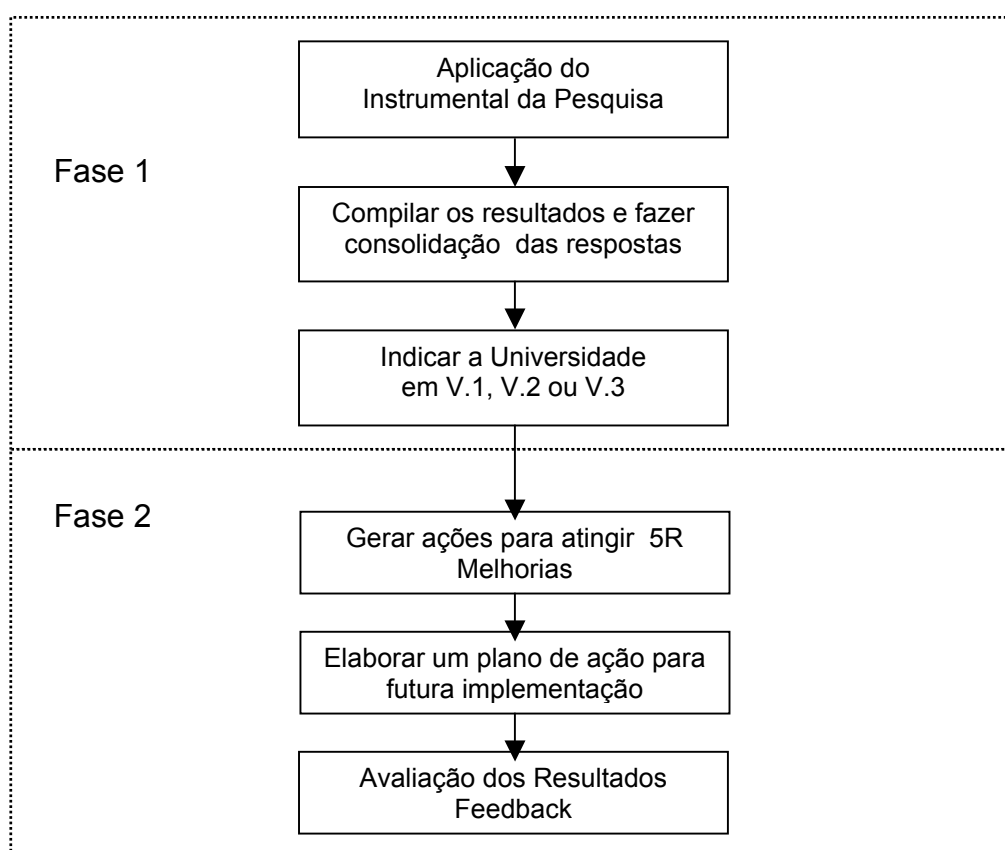 Aplicação do
Instrumental da Pesquisa
Fase 1
Compilar os resultados e fazer
consolidação das respostas
Indicar a Universidade
em V.1, V.2 ou V.3
Fase 2
Gerar ações para atingir 5R
Melhorias
Elaborar um plano de ação para
futura implementação
Avaliação dos Resultados
Feedback